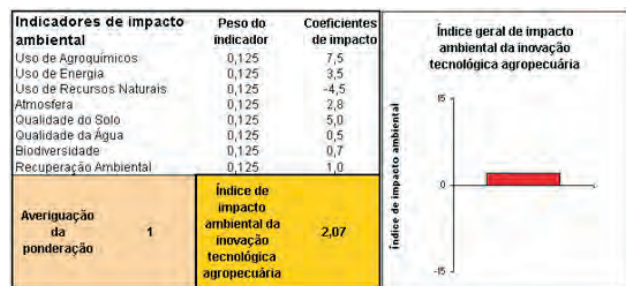 Indicadores de impacto ambiental Peso do indicador Coeficientes de impacto
Uso de Agroquímicos 0,125 7,5
Uso de Energia 0,125 3,5
Uso de Recursos Naturais 0,125 -4,5
Atmosfera 0,125 2,8
Qualidade do Solo 0,125 5,0
Qualidade da Água 0,125 0,5
Biodiversidade 0,125 0,7
Recuperação Ambiental 0,125 1,0
Averiguação
da
ponderação
1
Índice de
impacto
ambiental da
inovação
tecnológica
agropecuária
2,07
Índice geral de impacto
ambiental da inovação
tecnológica agropecuária
Índice de impacto ambiental
15
0
-15